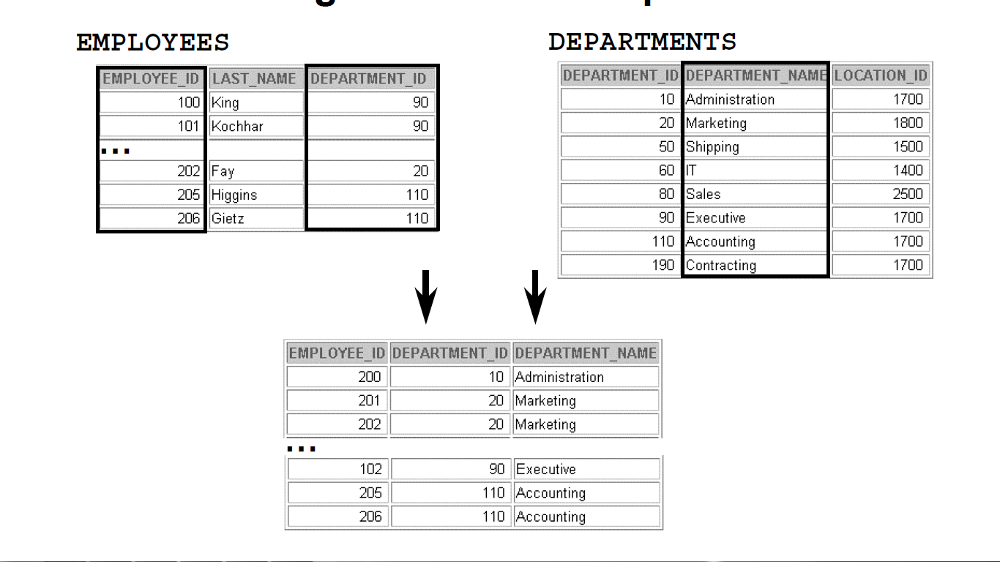 EMPLOYEES
EMPLOYEE_ID LAST_NAME DEPARTMENT_ID
100 King 90
101 Kochhar 90
...
202 Fay 20
205 Higgins 110
206 Gietz 110
DEPARTMENTS
DEPARTMENT_ID DEPARTMENT_NAME LOCATION_ID
10 Administration 1700
20 Marketing 1800
50 Shipping 1500
60 IT 1400
80 Sales 2500
90 Executive 1700
110 Accounting 1700
190 Contracting 1700
EMPLOYEE_ID DEPARTMENT_ID DEPARTMENT_NAME
200 10 Administration
201 20 Marketing
202 20 Marketing
...
102 90 Executive
205 110 Accounting
206 110 Accounting